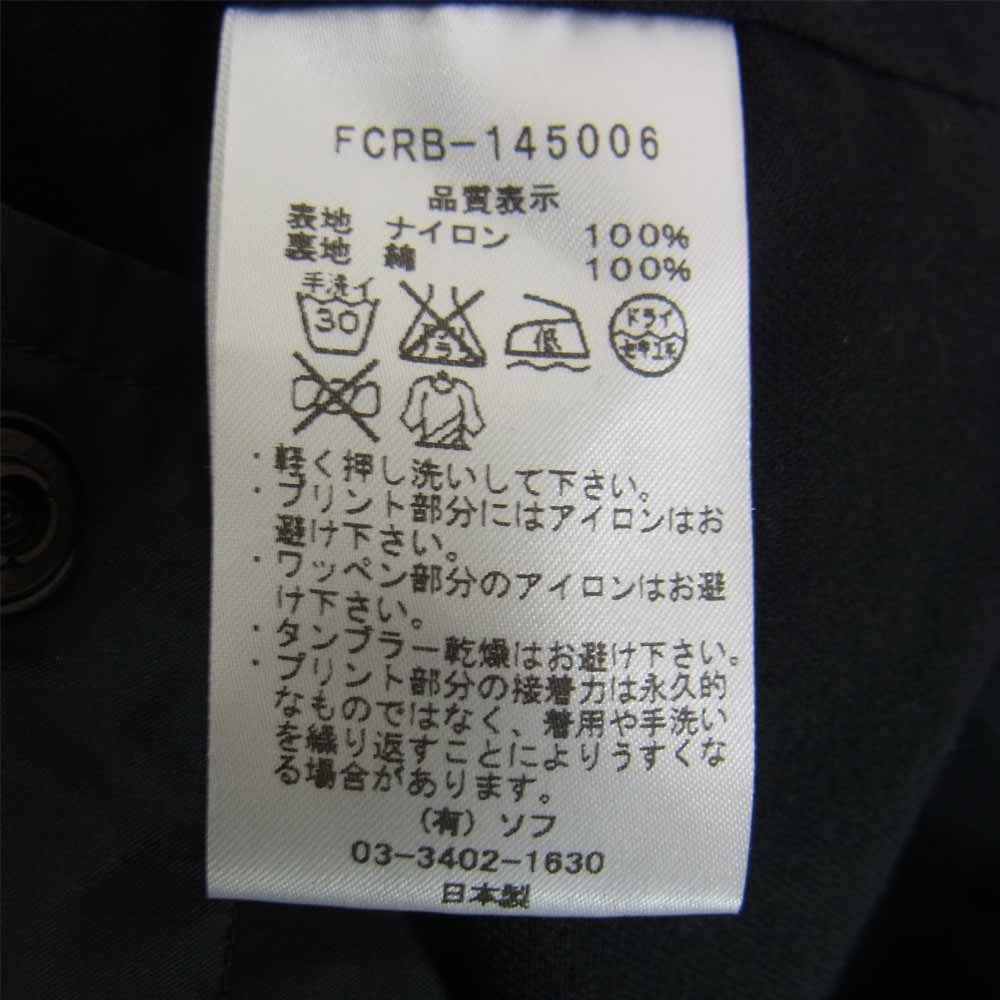 FCRB-145006
品質表示
表地 ナイロン 100%
裏地 綿 100%
手洗イ
30
低
ドライ
セキユ系
・軽く押し洗いして下さい。
・プリント部分にはアイロンはお
避け下さい。
・ワッペン部分のアイロンはお避
け下さい。
・タンブラー乾燥はお避け下さい。
・プリント部分の接着力は永久的
なものではなく、着用や手洗い
を繰り返すことによりうすくな
る場合があります。
(有) ソフ
03-3402-1630
日本製